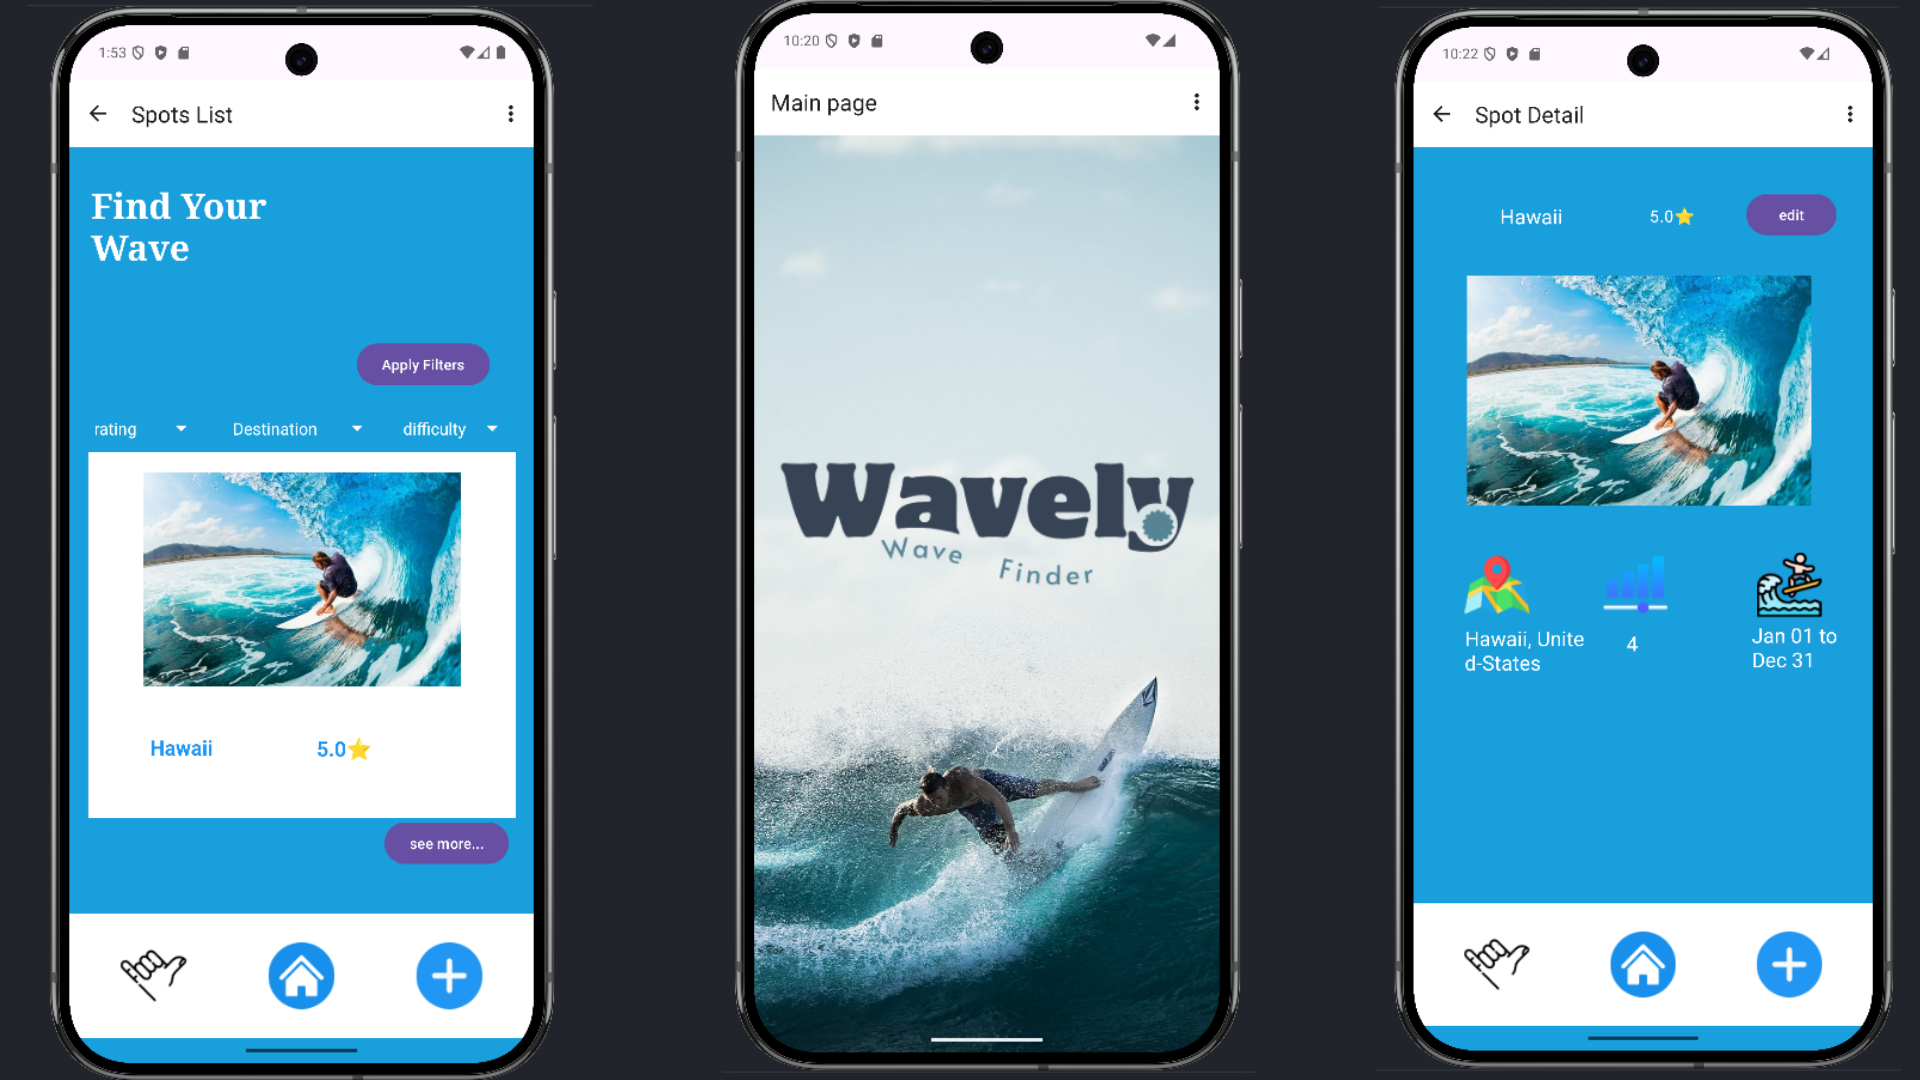 1:53
Spots List
Find Your
Wave
Apply Filters
rating Destination difficulty
Hawaii 5.0⭐
see more...
10:20
Main page
Wavely
Wave Finder
10:22
Spot Detail
Hawaii 5.0⭐ edit
Hawaii, Unite
d-States
4
Jan 01 to
Dec 31